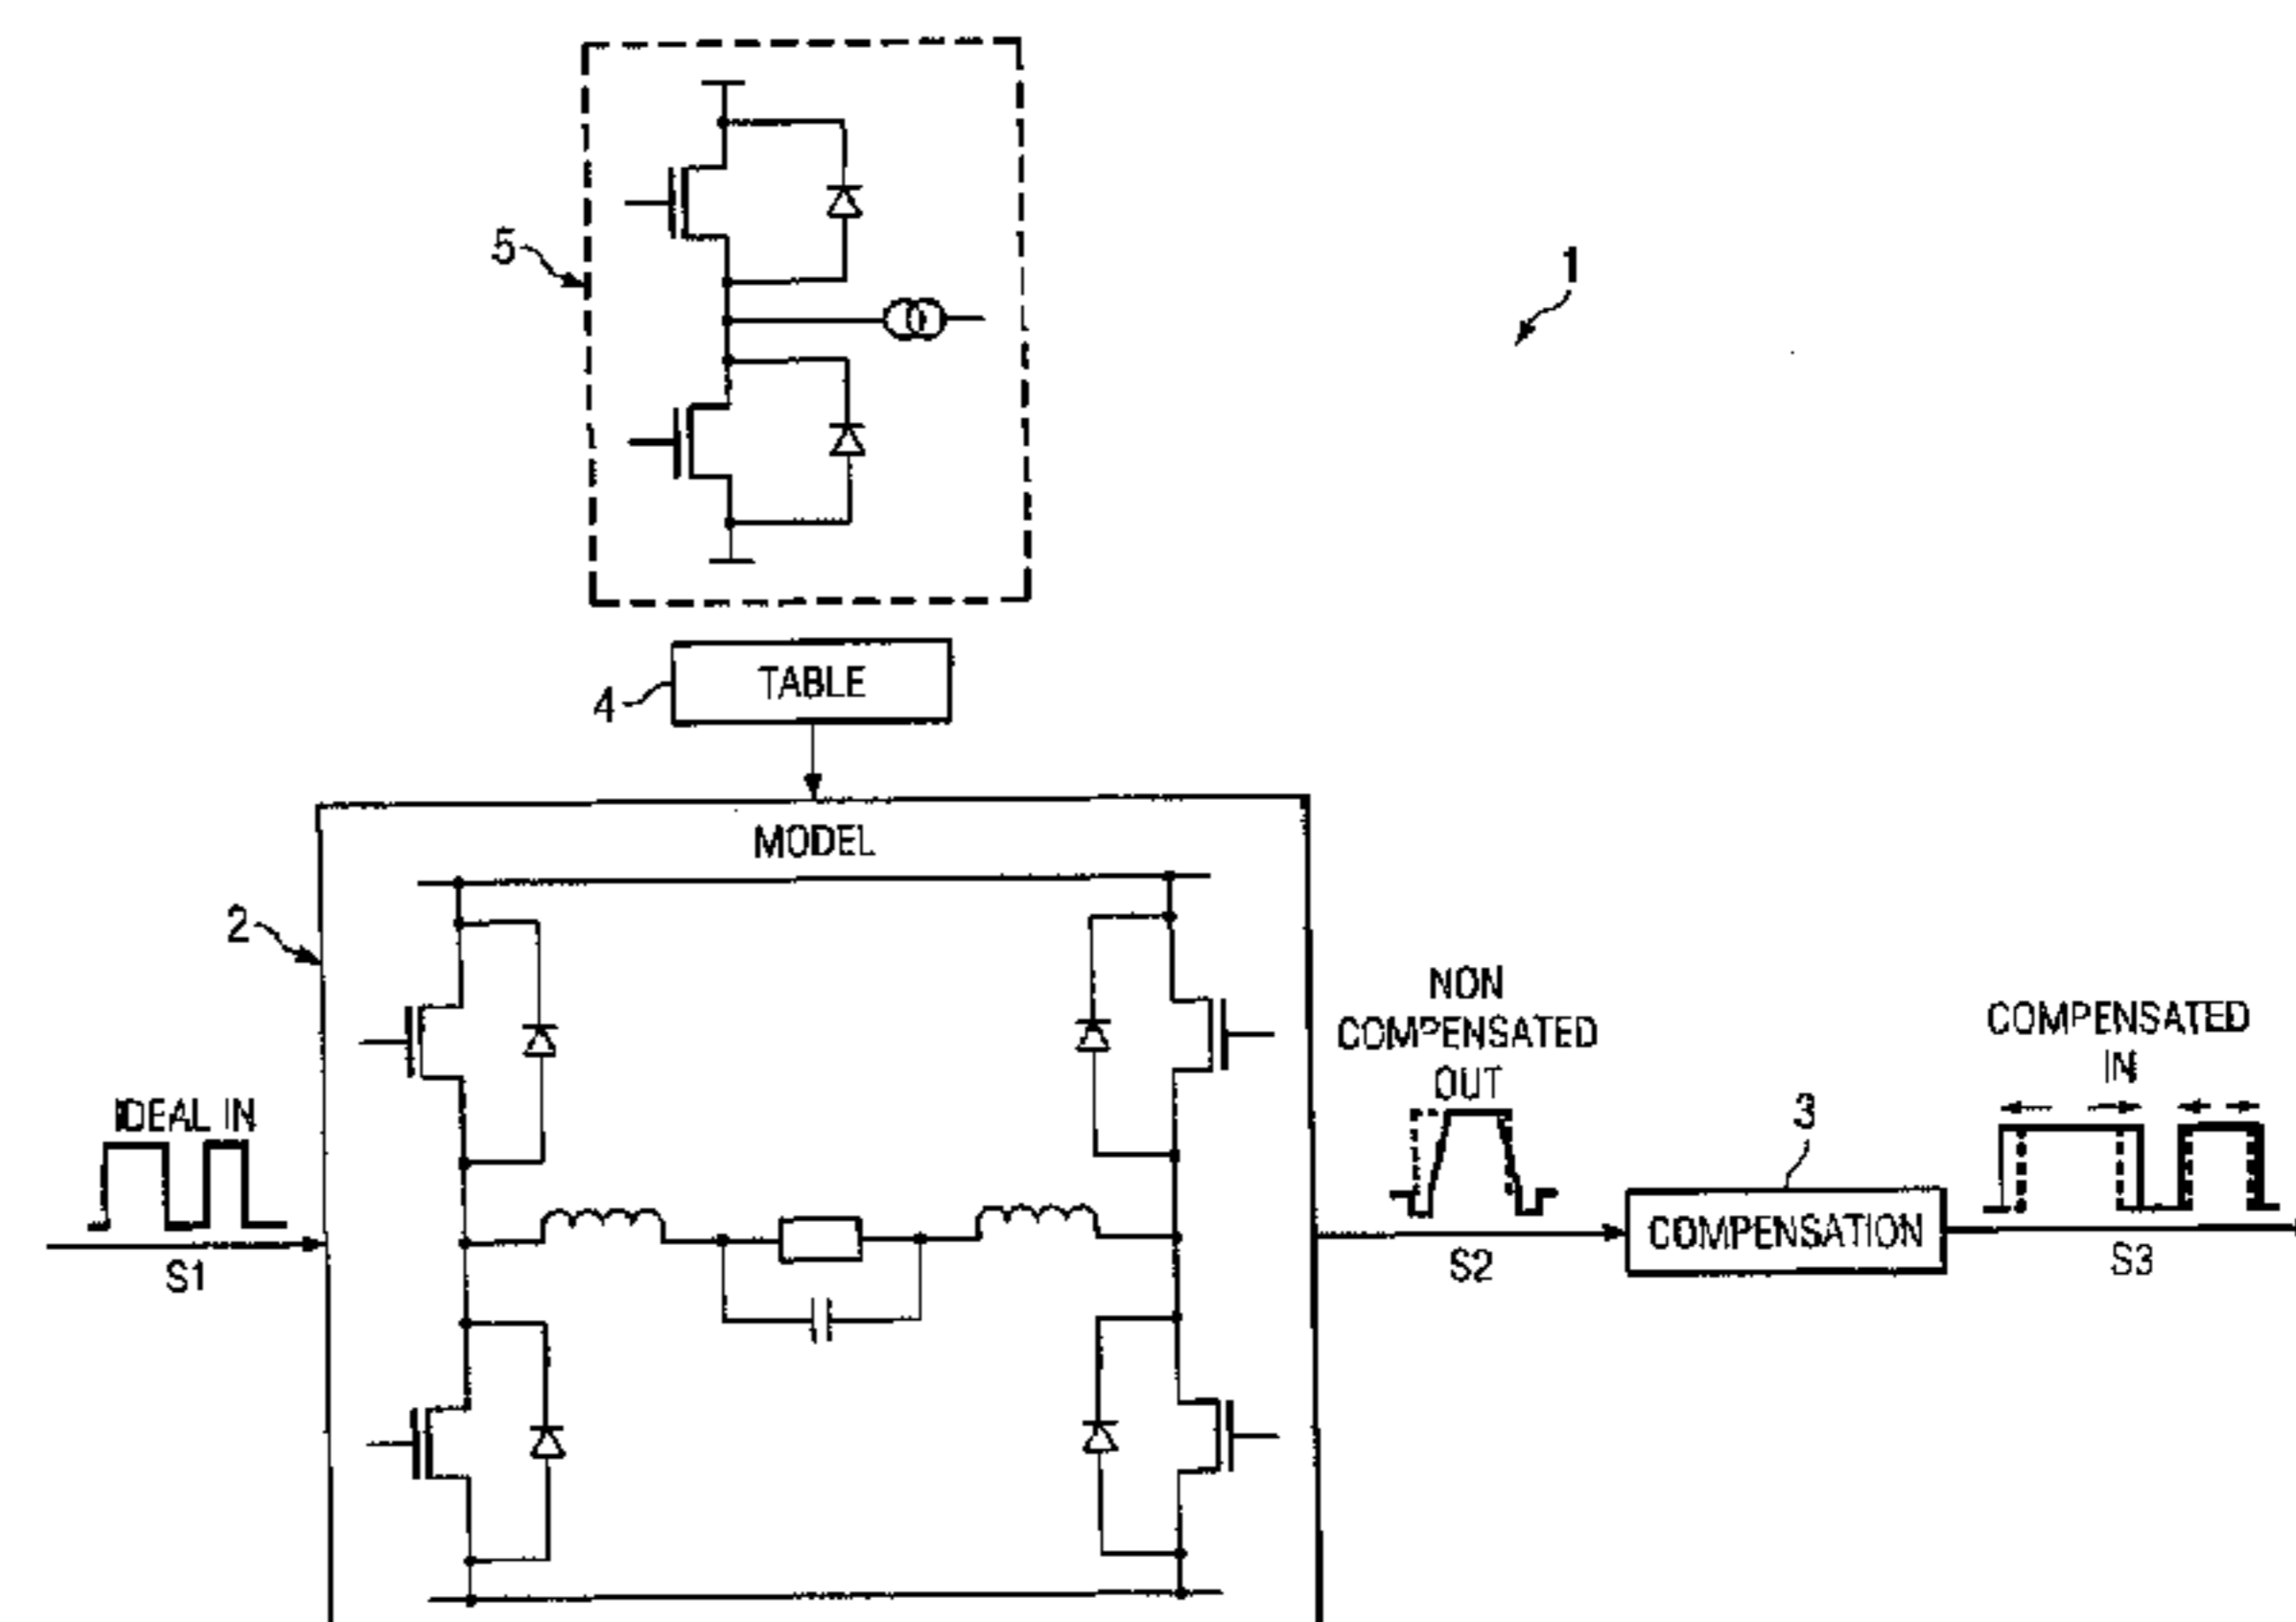 5
1
4
TABLE
MODEL
2
IDEAL IN
S1
NON
COMPENSATED
OUT
S2
3
COMPENSATION
COMPENSATED
IN
S3